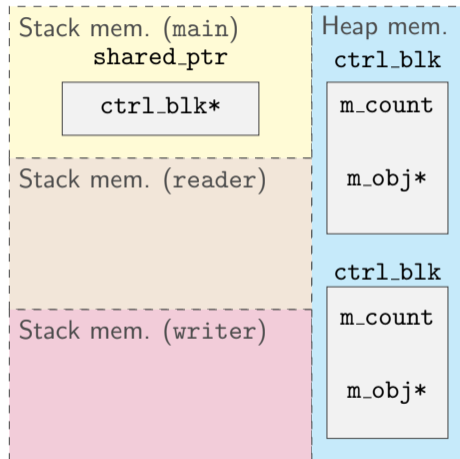 Stack mem. (main)
shared_ptr
ctrl_blk*
Stack mem. (reader)
Stack mem. (writer)
Heap mem.
ctrl_blk
m_count
m_obj*
ctrl_blk
m_count
m_obj*